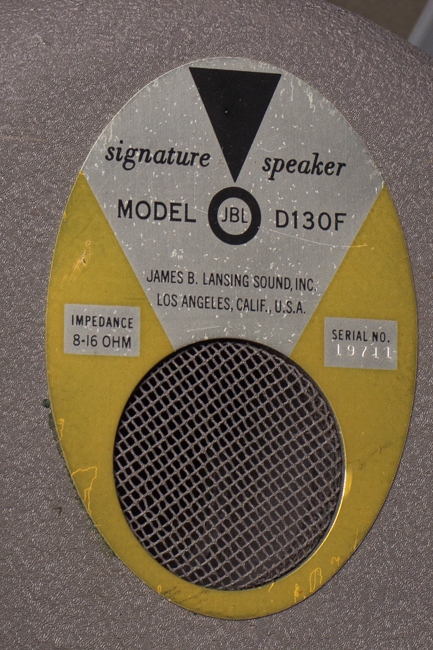 signature speaker
MODEL JBL D130F
JAMES B. LANSING SOUND, INC.
LOS ANGELES, CALIF., U.S.A.
IMPEDANCE
8-16 OHM
SERIAL NO.
19711